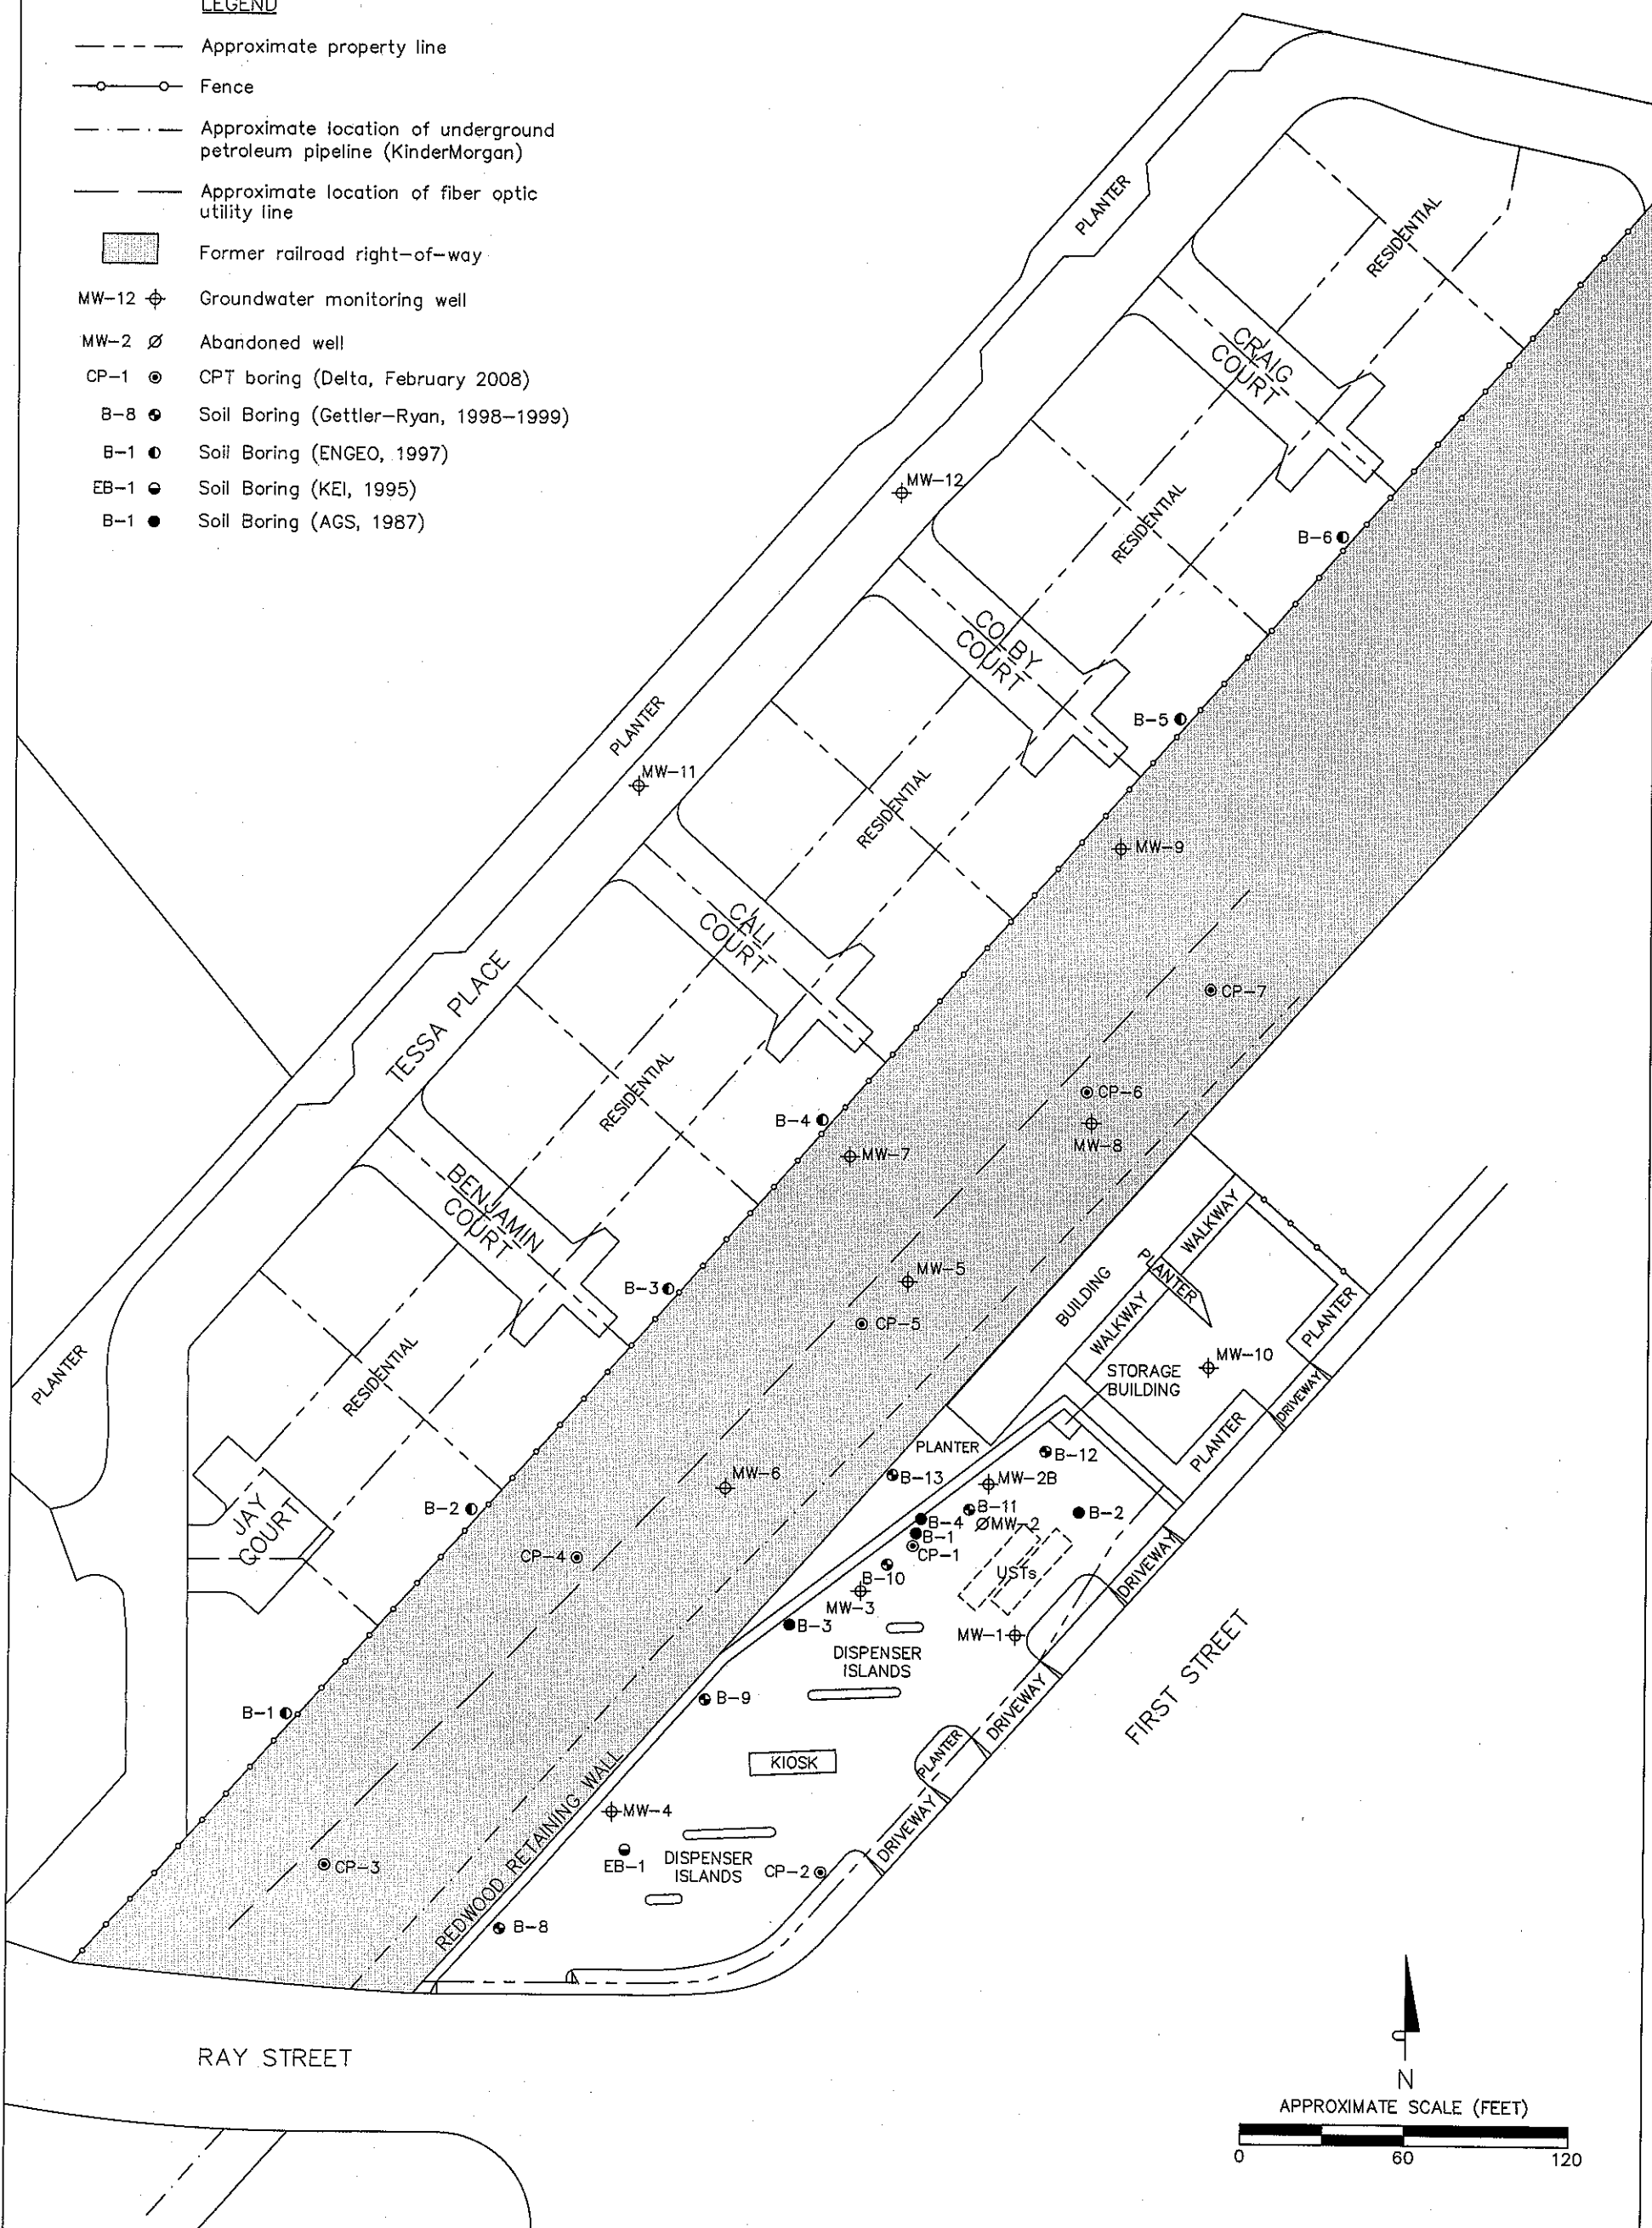 LEGEND
Approximate property line
Fence
Approximate location of underground
petroleum pipeline (KinderMorgan)
Approximate location of fiber optic
utility line
Former railroad right-of-way
MW-12 Groundwater monitoring well
MW-2 Abandoned well
CP-1 CPT boring (Delta, February 2008)
B-8 Soil Boring (Gettler-Ryan, 1998-1999)
B-1 Soil Boring (ENGEO, 1997)
EB-1 Soil Boring (KEI, 1995)
B-1 Soil Boring (AGS, 1987)
PLANTER
RESIDENTIAL
CRAIG
COURT
MW-12
RESIDENTIAL
B-6
COLBY
COURT
PLANTER
B-5
MW-11
RESIDENTIAL
MW-9
CALI
COURT
TESSA PLACE
CP-7
RESIDENTIAL
CP-6
B-4
MW-8
MW-7
BENJAMIN
COURT
WALKWAY
PLANTER
MW-5
B-3
BUILDING
WALKWAY
PLANTER
CP-5
PLANTER
RESIDENTIAL
MW-10
STORAGE
BUILDING
DRIVEWAY
PLANTER
PLANTER
B-12
MW-6
B-13
MW-2B
JAY
COURT
B-2
B-11
MW-2
B-2
B-4
B-1
CP-1
CP-4
B-10
USTs
DRIVEWAY
MW-3
B-3
MW-1
DISPENSER
ISLANDS
FIRST STREET
B-9
DRIVEWAY
B-1
PLANTER
KIOSK
REDWOOD RETAINING WALL
MW-4
DRIVEWAY
EB-1
DISPENSER
ISLANDS
CP-2
CP-3
B-8
RAY STREET
N
APPROXIMATE SCALE (FEET)
0 60 120